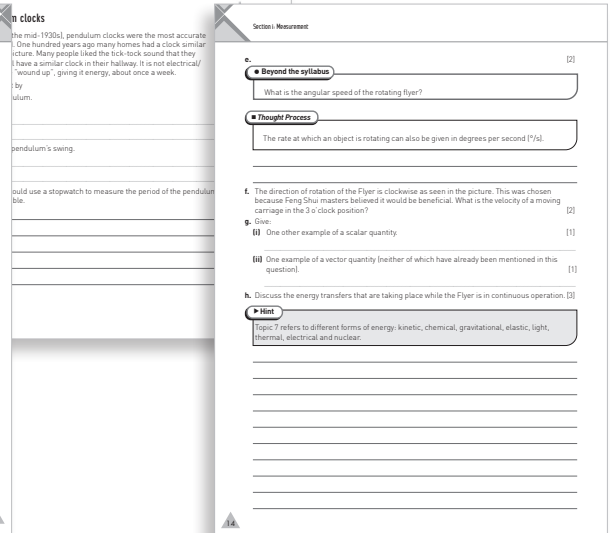 m clocks
the mid-1930s), pendulum clocks were the most accurate
. One hundred years ago many homes had a clock similar
icture. Many people liked the tick-tock sound that they
l have a similar clock in their hallway. It is not electrical/
"wound up", giving it energy, about once a week.
: by
ulum.
pendulum's swing.
ould use a stopwatch to measure the period of the pendulum
ble.
Section i: Measurement
e. [2]
● Beyond the syllabus
What is the angular speed of the rotating flyer?
■ Thought Process
The rate at which an object is rotating can also be given in degrees per second (°/s).
f. The direction of rotation of the Flyer is clockwise as seen in the picture. This was chosen
because Feng Shui masters believed it would be beneficial. What is the velocity of a moving
carriage in the 3 o'clock position? [2]
g. Give:
(i) One other example of a scalar quantity. [1]
(ii) One example of a vector quantity (neither of which have already been mentioned in this
question). [1]
h. Discuss the energy transfers that are taking place while the Flyer is in continuous operation. [3]
► Hint
Topic 7 refers to different forms of energy: kinetic, chemical, gravitational, elastic, light,
thermal, electrical and nuclear.
14